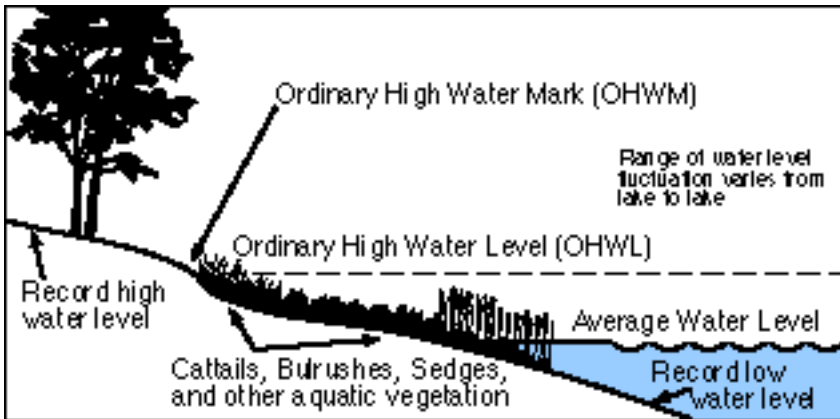 Ordinary High Water Mark (OHWM)
Range of water level
fluctuation varies from
lake to lake
Ordinary High Water Level (OHWL)
Record high
water level
Average Water Level
Cattails, Bulrushes, Sedges,
and other aquatic vegetation
Record low
water level